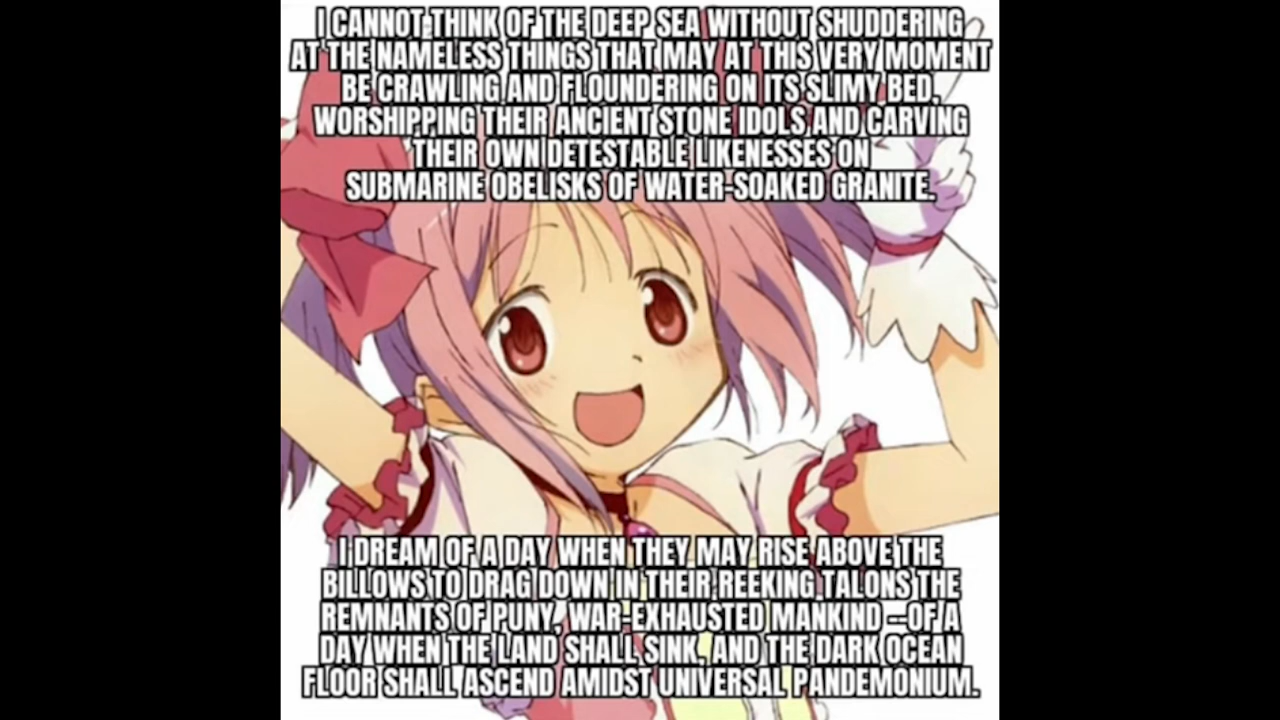 I CANNOT THINK OF THE DEEP SEA WITHOUT SHUDDERING
AT THE NAMELESS THINGS THAT MAY AT THIS VERY MOMENT
BE CRAWLING AND FLOUNDERING ON ITS SLIMY BED,
WORSHIPPING THEIR ANCIENT STONE IDOLS AND CARVING
THEIR OWN DETESTABLE LIKENESSES ON
SUBMARINE OBELISKS OF WATER-SOAKED GRANITE.
I DREAM OF A DAY WHEN THEY MAY RISE ABOVE THE
BILLOWS TO DRAG DOWN IN THEIR REEKING TALONS THE
REMNANTS OF PUNY, WAR-EXHAUSTED MANKIND —OF A
DAY WHEN THE LAND SHALL SINK, AND THE DARK OCEAN
FLOOR SHALL ASCEND AMIDST UNIVERSAL PANDEMONIUM.